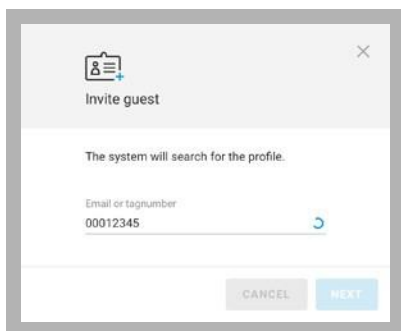 Invite guest
The system will search for the profile.
Email or tagnumber
00012345
CANCEL
NEXT